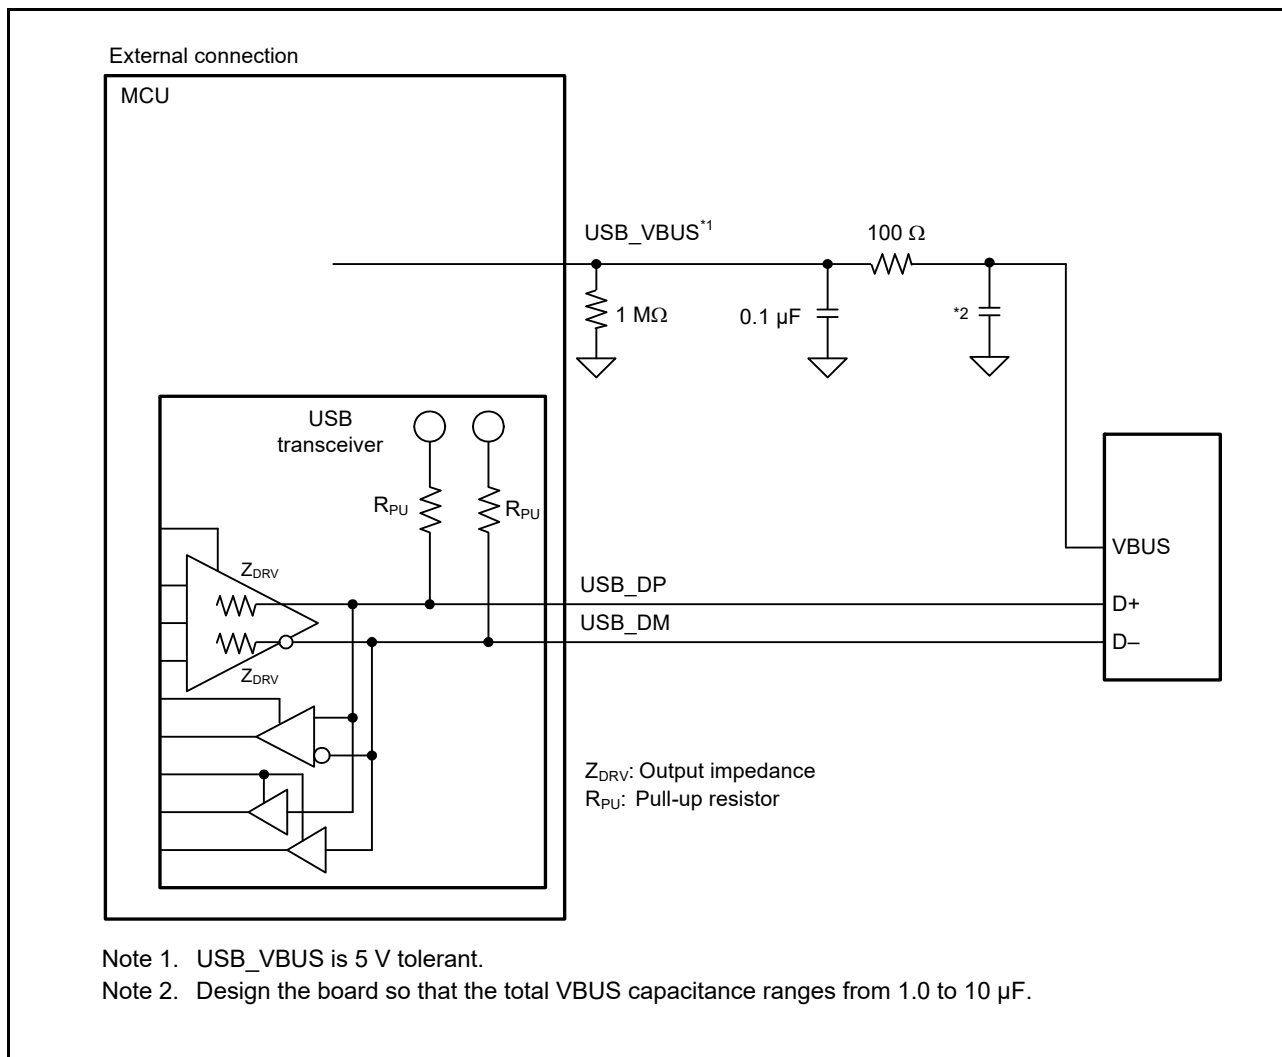 External connection
MCU
USB_VBUS*1
100 Ω
1 MΩ
0.1 µF
*2
USB
transceiver
RPU
RPU
VBUS
ZDRV
USB_DP
D+
USB_DM
D–
ZDRV
ZDRV: Output impedance
RPU: Pull-up resistor
Note 1. USB_VBUS is 5 V tolerant.
Note 2. Design the board so that the total VBUS capacitance ranges from 1.0 to 10 µF.